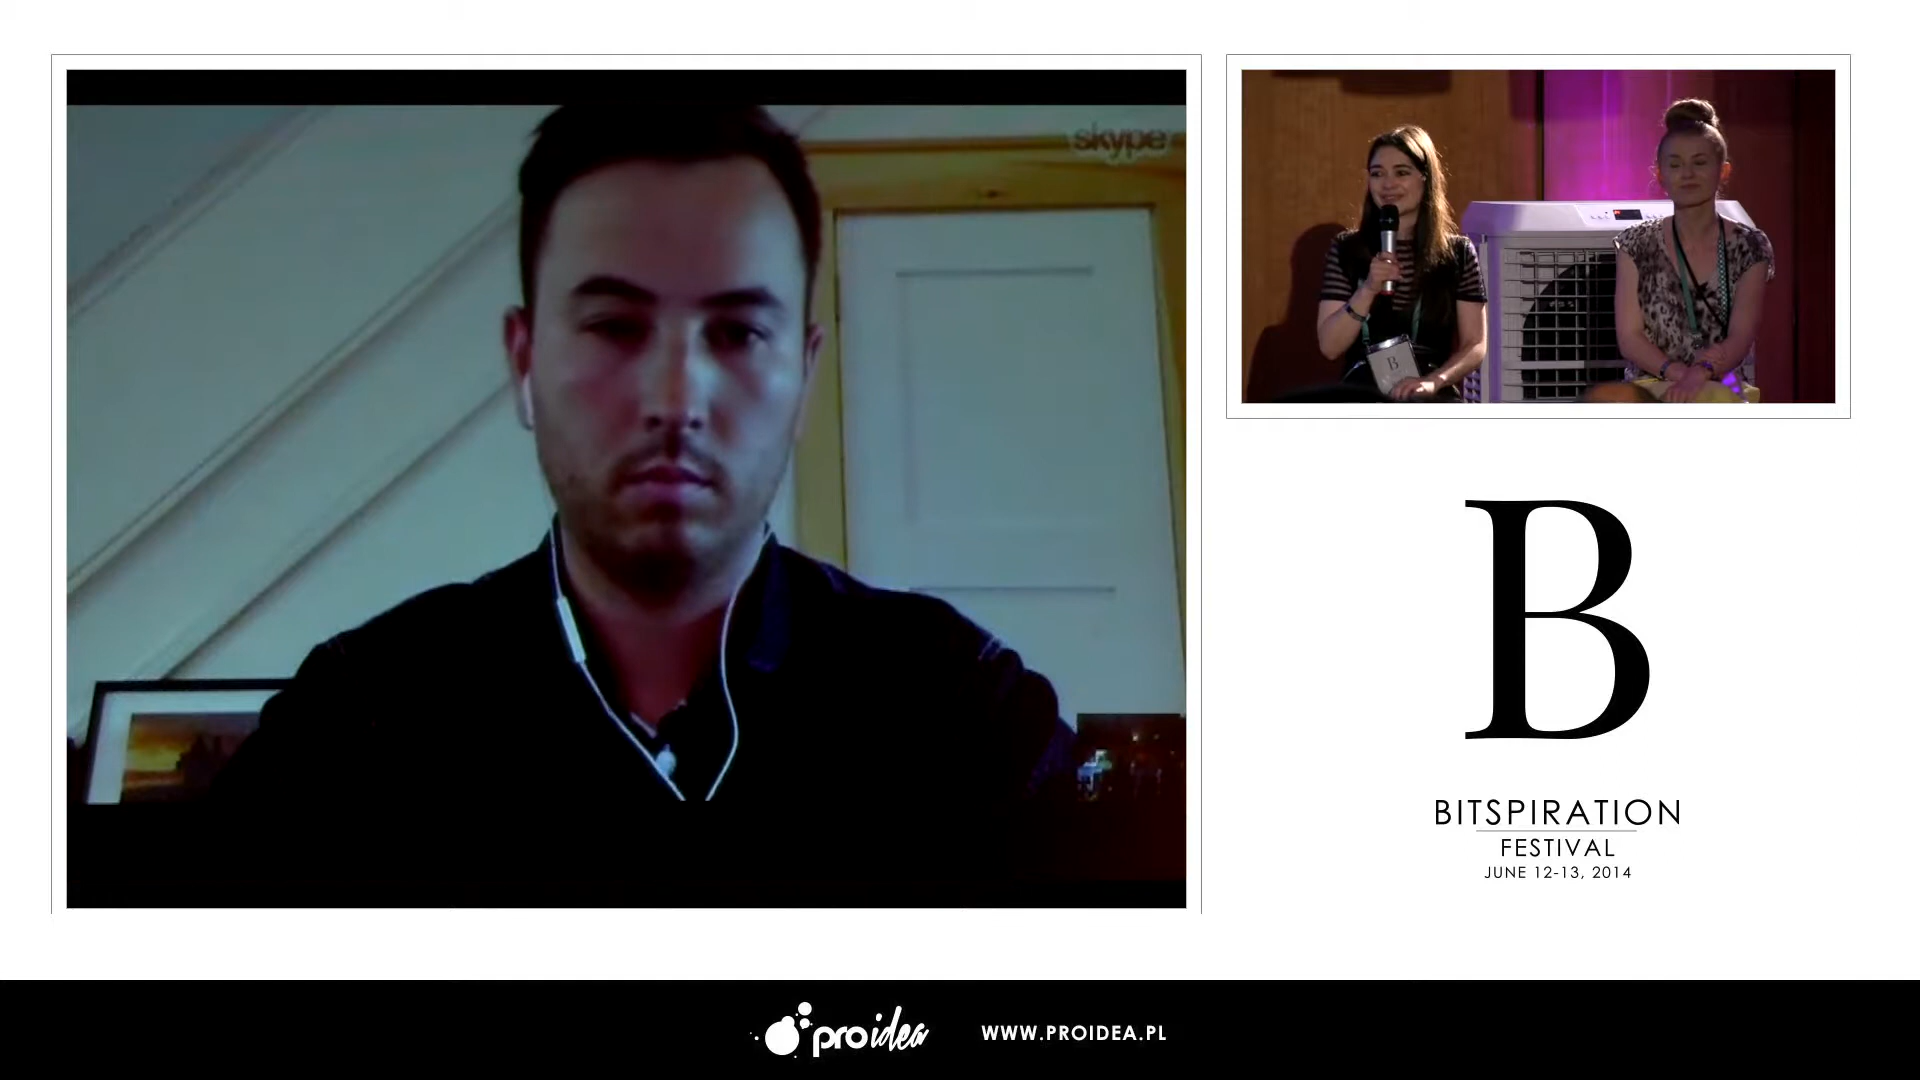 skype
B
B
BITSPIRATION
FESTIVAL
JUNE 12-13, 2014
proidea
WWW.PROIDEA.PL